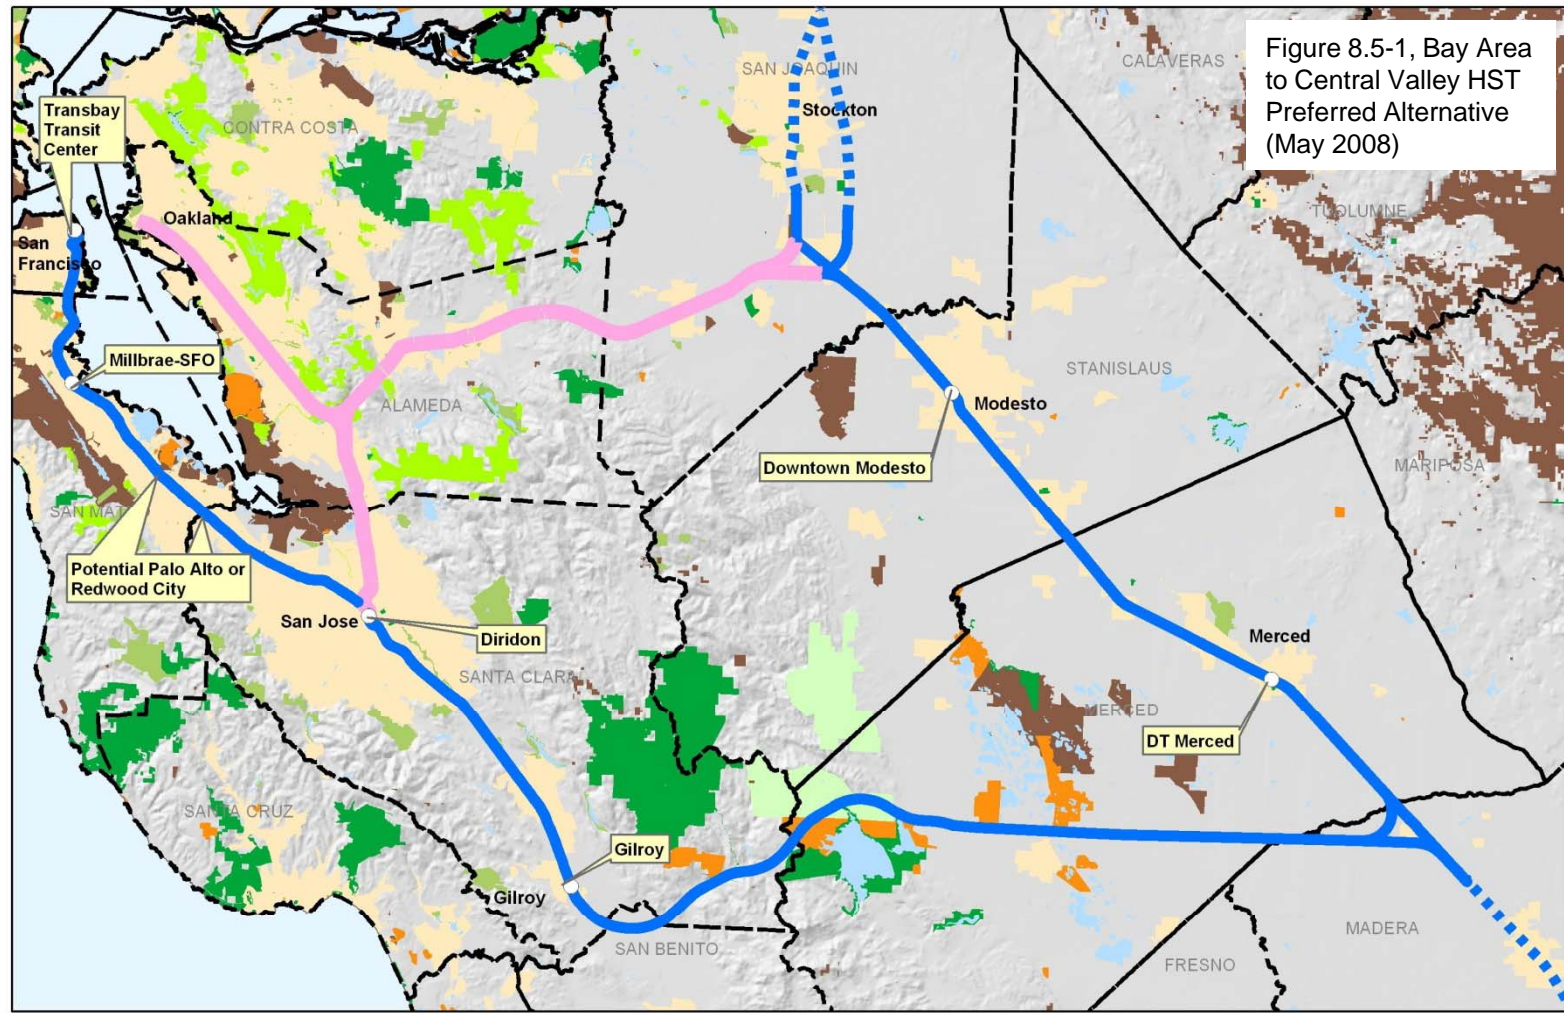 Figure 8.5-1, Bay Area
to Central Valley HST
Preferred Alternative
(May 2008)
CALAVERAS
SAN JOAQUIN
Stockton
Transbay
Transit
Center
CONTRA COSTA
TUOLUMNE
Oakland
San
Francisco
Millbrae-SFO
STANISLAUS
ALAMEDA
Modesto
Downtown Modesto
MARIPOSA
SAN MAT
Potential Palo Alto or
Redwood City
San Jose
Diridon
Merced
SANTA CLARA
MERCED
DT Merced
SANTA CRUZ
Gilroy
Gilroy
SAN BENITO
MADERA
FRESNO